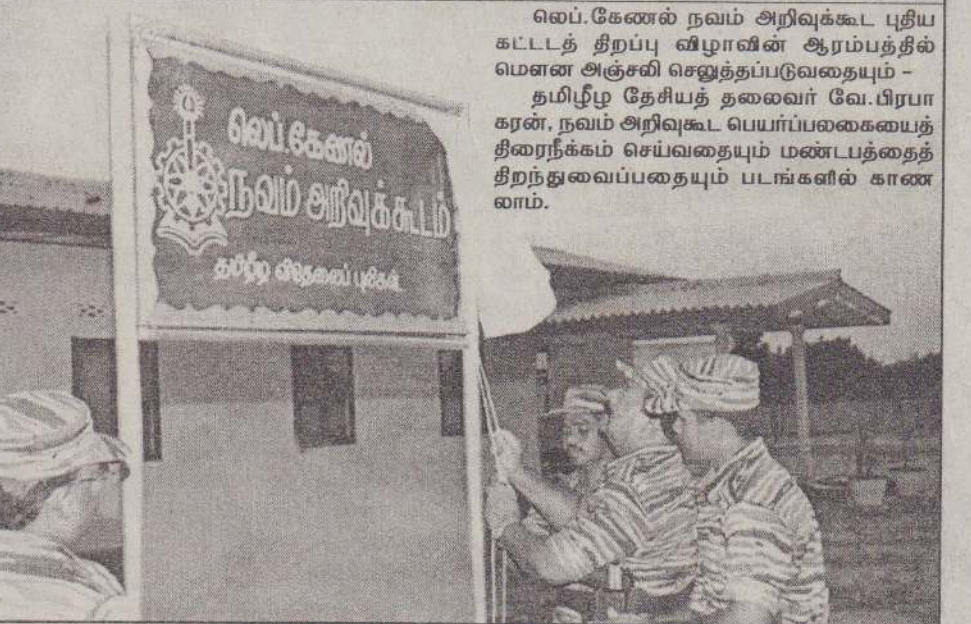 லெப்.கேணல் நவம் அறிவுக்கூட புதிய
கட்டடத் திறப்பு விழாவின் ஆரம்பத்தில்
மௌன அஞ்சலி செலுத்தப்படுவதையும் –
தமிழீழ தேசியத் தலைவர் வே.பிரபா
கரன், நவம் அறிவுகூட பெயர்ப்பலகையைத்
திரைநீக்கம் செய்வதையும் மண்டபத்தைத்
திறந்துவைப்பதையும் படங்களில் காண
லாம்.
லெப்.கேணல்
நவம் அறிவுக்கூடம்
தமிழீழ விடுதலைப் புலிகள்